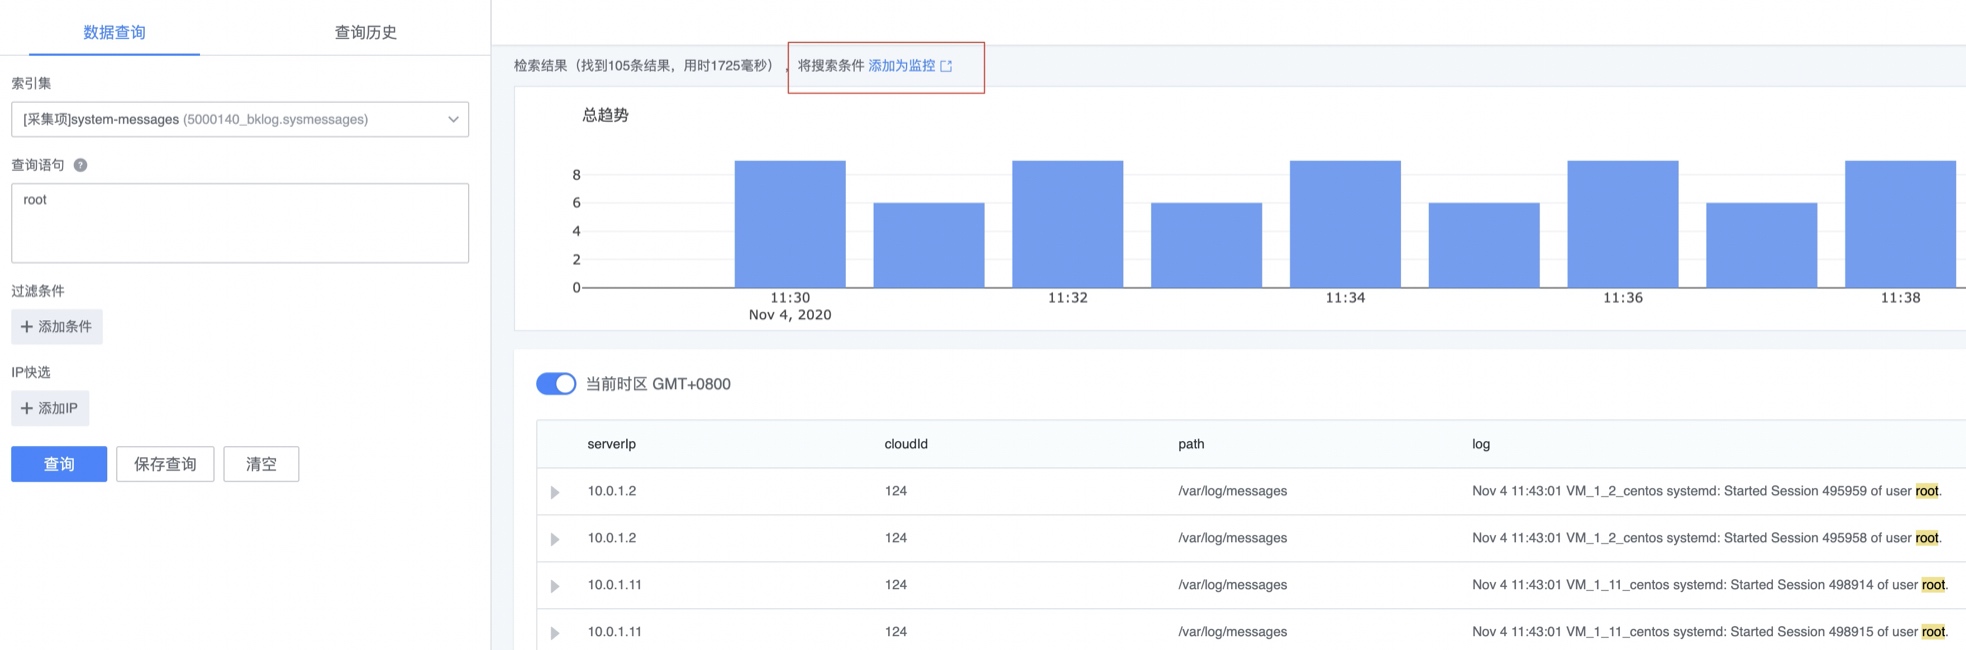 数据查询
查询历史
索引集
[采集项]system-messages (5000140_bklog.sysmessages)
查询语句 ?
root
过滤条件
+ 添加条件
IP快选
+ 添加IP
查询
保存查询
清空
检索结果（找到105条结果，用时1725毫秒），将搜索条件 添加为监控
总趋势
8
6
4
2
0
11:30
11:32
11:34
11:36
11:38
Nov 4, 2020
当前时区 GMT+0800
serverIp cloudId path log
10.0.1.2 124 /var/log/messages Nov 4 11:43:01 VM_1_2_centos systemd: Started Session 495959 of user root.
10.0.1.2 124 /var/log/messages Nov 4 11:43:01 VM_1_2_centos systemd: Started Session 495958 of user root.
10.0.1.11 124 /var/log/messages Nov 4 11:43:01 VM_1_11_centos systemd: Started Session 498914 of user root.
10.0.1.11 124 /var/log/messages Nov 4 11:43:01 VM_1_11_centos systemd: Started Session 498915 of user root.